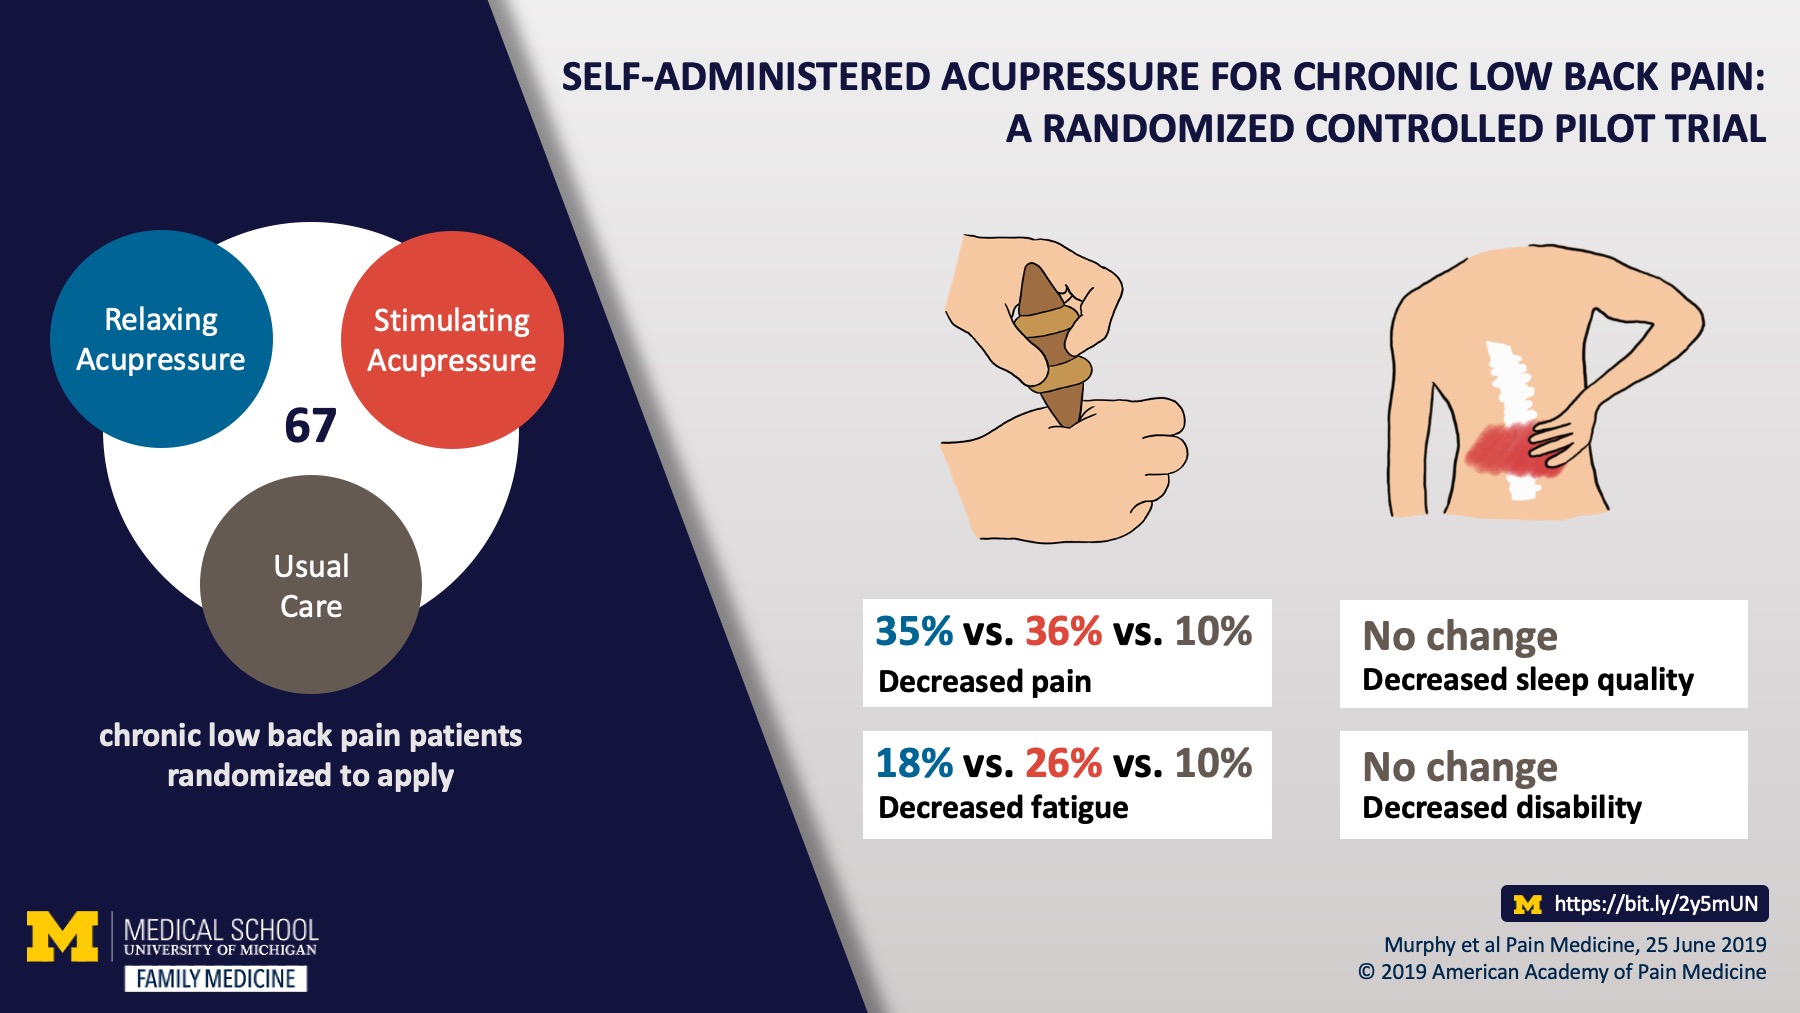 SELF-ADMINISTERED ACUPRESSURE FOR CHRONIC LOW BACK PAIN:
A RANDOMIZED CONTROLLED PILOT TRIAL
Relaxing
Acupressure
Stimulating
Acupressure
67
Usual
Care
chronic low back pain patients
randomized to apply
35% vs. 36% vs. 10%
Decreased pain
18% vs. 26% vs. 10%
Decreased fatigue
No change
Decreased sleep quality
No change
Decreased disability
M MEDICAL SCHOOL
UNIVERSITY OF MICHIGAN
FAMILY MEDICINE
M https://bit.ly/2y5mUN
Murphy et al Pain Medicine, 25 June 2019
© 2019 American Academy of Pain Medicine